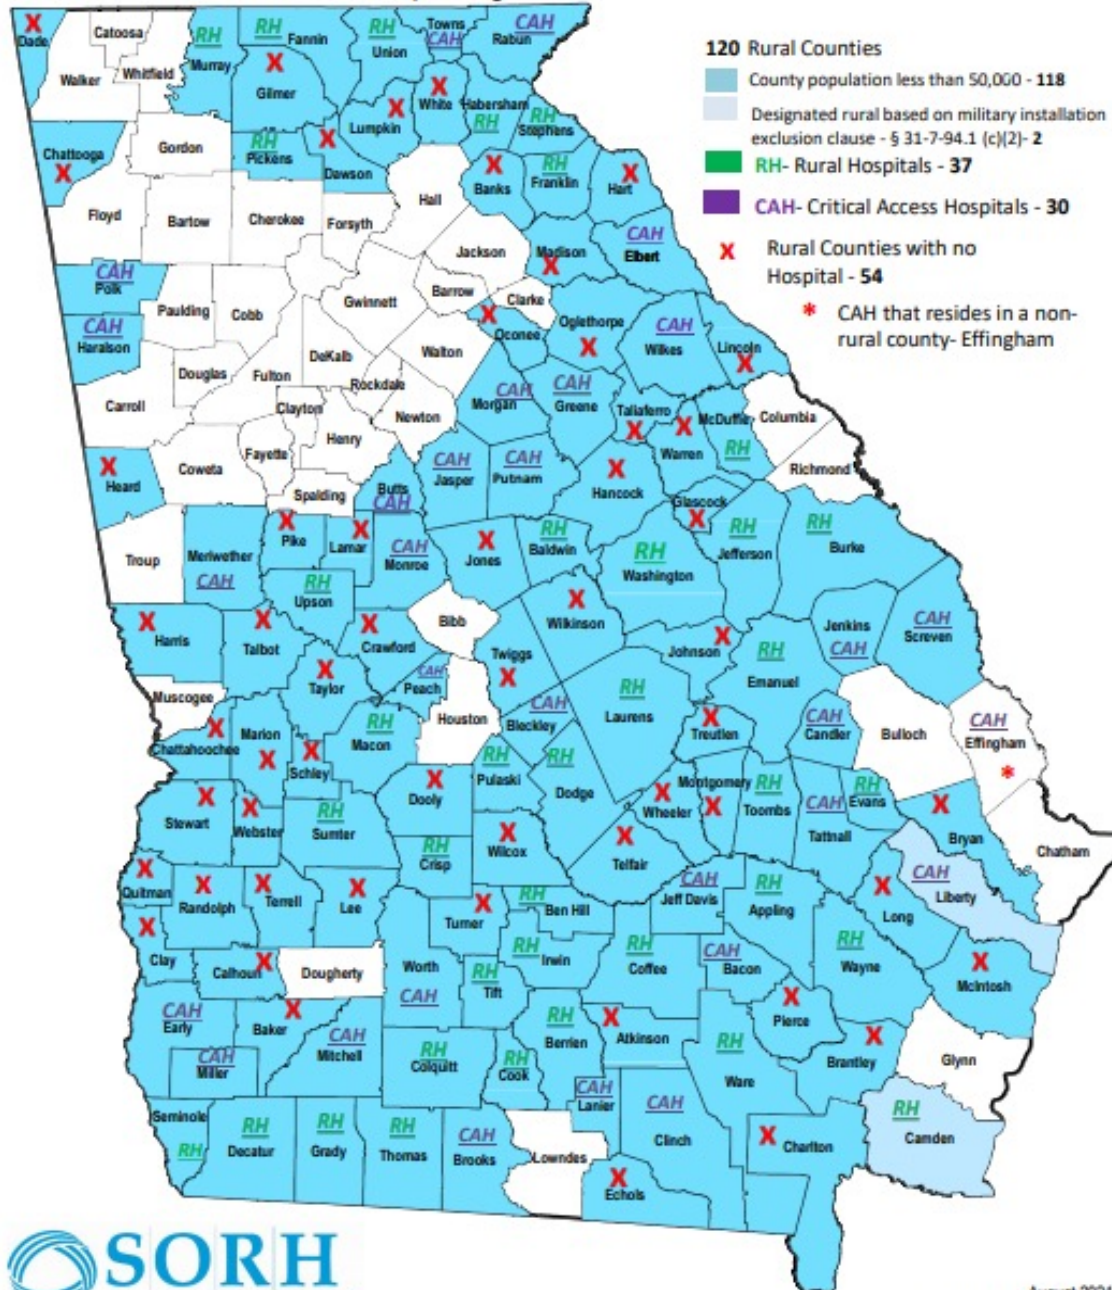 120 Rural Counties
County population less than 50,000 - 118
Designated rural based on military installation
exclusion clause - § 31-7-94.1 (c)(2)- 2
RH- Rural Hospitals - 37
CAH- Critical Access Hospitals - 30
X Rural Counties with no
Hospital - 54
* CAH that resides in a non-
rural county- Effingham
X
Dade
Catoosa
Walker
Whitfield
RH
Murray
RH Fannin
X
Gilmer
RH
Union
Towns
CAH
CAH
Rabun
X
White
Habersham
RH
RH
Stephens
X
Lumpkin
X
Dawson
RH
Pickens
Gordon
Chattooga
X
Floyd
Bartow
Cherokee
Forsyth
Hall
X
Banks
RH
Franklin
X
Hart
Jackson
Madison
X
CAH
Elbert
CAH
Polk
Paulding
Cobb
Gwinnett
Barrow
Clarke
X
Oconee
Oglethorpe
X
CAH
Wilkes
Lincoln
X
CAH
Haralson
Douglas
Fulton
DeKalb
Rockdale
Walton
Carroll
Clayton
Newton
CAH
Morgan
CAH
Greene
Taliaferro
X
X
Warren
McDuffie
RH
Columbia
Richmond
X
Heard
Coweta
Fayette
Henry
Spalding
Butts
CAH
CAH
Jasper
CAH
Putnam
X
Hancock
Glascock
X
RH
Jefferson
RH
Burke
Troup
Meriwether
CAH
X
Pike
X
Lamar
CAH
Monroe
X
Jones
RH
Baldwin
RH
Washington
RH
Upson
X
Harris
X
Talbot
X
Crawford
Bibb
X
Wilkinson
Twiggs
X
X
Johnson
RH
Emanuel
Jenkins
CAH
CAH
Screven
Muscogee
X
Taylor
CAH
Peach
Houston
CAH
Bleckley
RH
Laurens
X
Treutlen
CAH
Candler
Bulloch
CAH
Effingham
*
X
Chattahoochee
Marion
X
X
Schley
RH
Macon
RH
Pulaski
RH
Dodge
X
Stewart
X
Webster
RH
Sumter
X
Dooly
RH
Crisp
X
Wilcox
X
Telfair
X
Wheeler
Montgomery
X
RH
Toombs
CAH
Tattnall
RH
Evans
X
Bryan
Chatham
X
Quitman
X
Randolph
X
Terrell
X
Lee
X
Turner
RH
Ben Hill
CAH
Jeff Davis
RH
Appling
X
Long
CAH
Liberty
X
Clay
X
Calhoun
Dougherty
Worth
CAH
RH
Tift
RH
Irwin
RH
Coffee
CAH
Bacon
RH
Wayne
X
McIntosh
CAH
Early
X
Baker
CAH
Mitchell
CAH
Miller
RH
Colquitt
RH
Cook
RH
Berrien
X
Atkinson
X
Pierce
RH
Ware
X
Brantley
Glynn
Seminole
RH
RH
Decatur
RH
Grady
RH
Thomas
CAH
Brooks
Lowndes
CAH
Lanier
CAH
Clinch
X
Echols
X
Charlton
RH
Camden
SORH